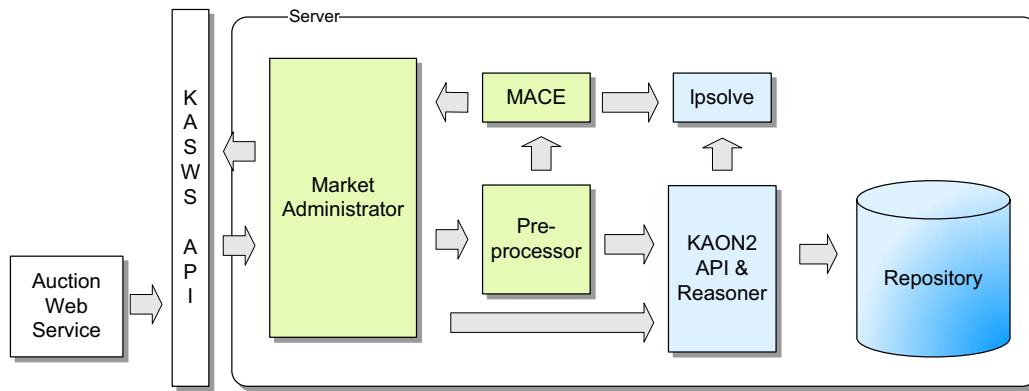 Server
K
A
S
W
S
A
P
I
MACE
lpsolve
Market
Administrator
Pre-
processor
KAON2
API &
Reasoner
Repository
Auction
Web
Service